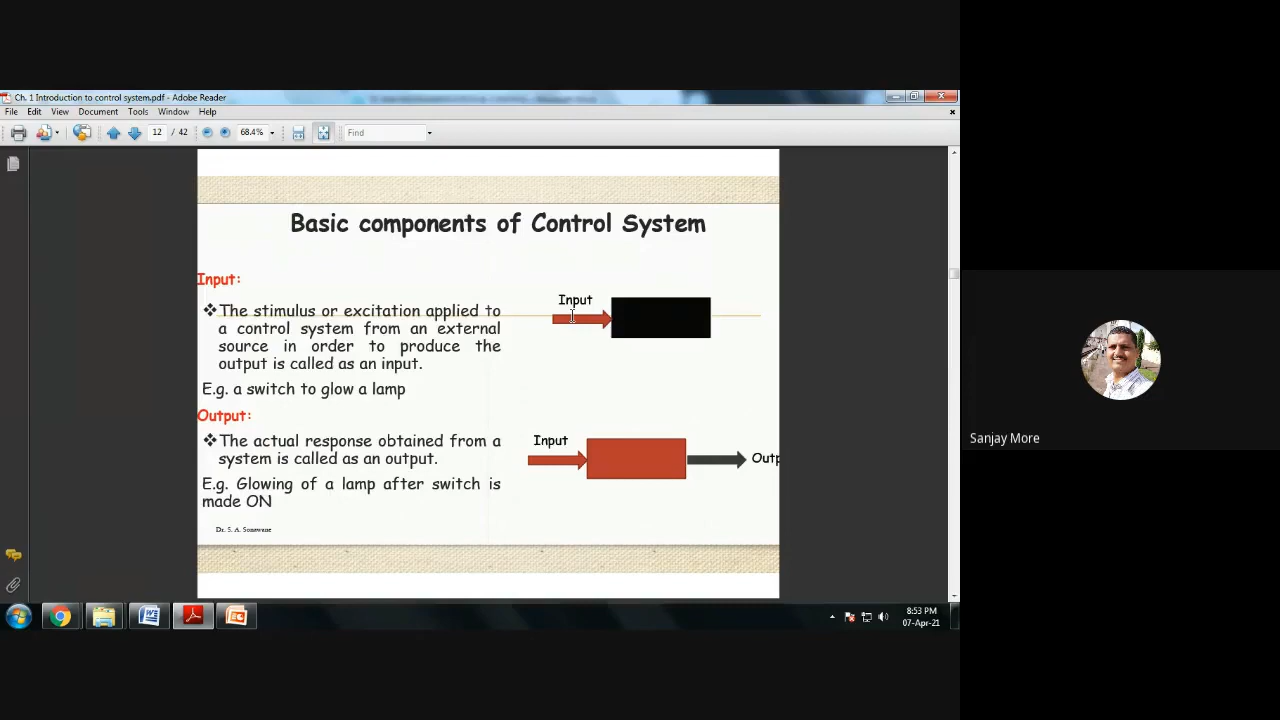 Ch. 1 Introduction to control system.pdf - Adobe Reader
File Edit View Document Tools Window Help
12 / 42 68.4% Find
Basic components of Control System
Input:
❖The stimulus or excitation applied to
a control system from an external
source in order to produce the
output is called as an input.
E.g. a switch to glow a lamp
Output:
❖The actual response obtained from a
system is called as an output.
E.g. Glowing of a lamp after switch is
made ON
Input
Input
Outp
Dr. S. A. Sonawane
Sanjay More
8:53 PM
07-Apr-21